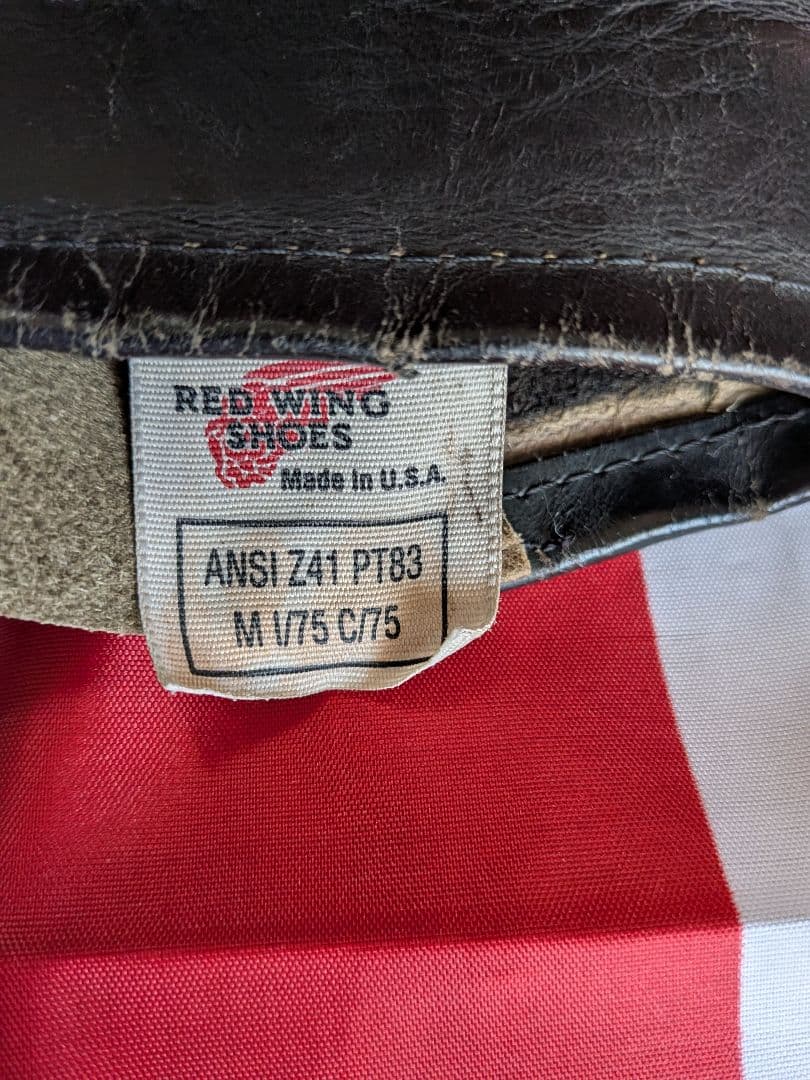 RED WING
SHOES
Made in U.S.A.
ANSI Z41 PT83
M I/75 C/75